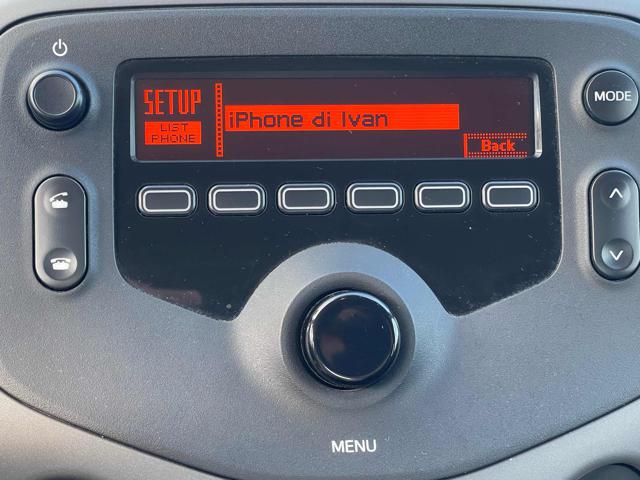 SETUP
LIST
PHONE
iPhone di Ivan
Back
MODE
MENU